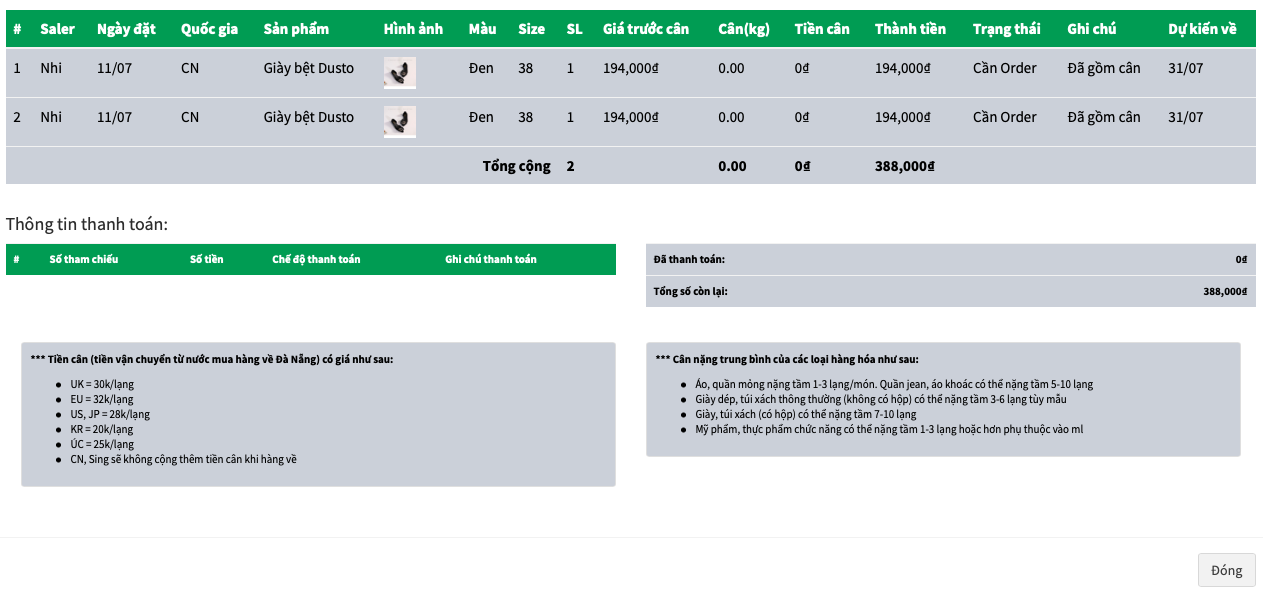 # Saler Ngày đặt Quốc gia Sản phẩm Hình ảnh Màu Size SL Giá trước cân Cân(kg) Tiền cân Thành tiền Trạng thái Ghi chú Dự kiến về
1 Nhi 11/07 CN Giày bệt Dusto Đen 38 1 194,000₫ 0.00 0₫ 194,000₫ Cần Order Đã gồm cân 31/07
2 Nhi 11/07 CN Giày bệt Dusto Đen 38 1 194,000₫ 0.00 0₫ 194,000₫ Cần Order Đã gồm cân 31/07
Tổng cộng 2 0.00 0₫ 388,000₫
Thông tin thanh toán:
# Số tham chiếu Số tiền Chế độ thanh toán Ghi chú thanh toán
Đã thanh toán: 0₫
Tổng số còn lại: 388,000₫
*** Tiền cân (tiền vận chuyển từ nước mua hàng về Đà Nẵng) có giá như sau:
• UK = 30k/lạng
• EU = 32k/lạng
• US, JP = 28k/lạng
• KR = 20k/lạng
• ÚC = 25k/lạng
• CN, Sing sẽ không cộng thêm tiền cân khi hàng về
*** Cân nặng trung bình của các loại hàng hóa như sau:
• Áo, quần mỏng nặng tầm 1-3 lạng/món. Quần jean, áo khoác có thể nặng tầm 5-10 lạng
• Giày dép, túi xách thông thường (không có hộp) có thể nặng tầm 3-6 lạng tùy mẫu
• Giày, túi xách (có hộp) có thể nặng tầm 7-10 lạng
• Mỹ phẩm, thực phẩm chức năng có thể nặng tầm 1-3 lạng hoặc hơn phụ thuộc vào ml
Đóng